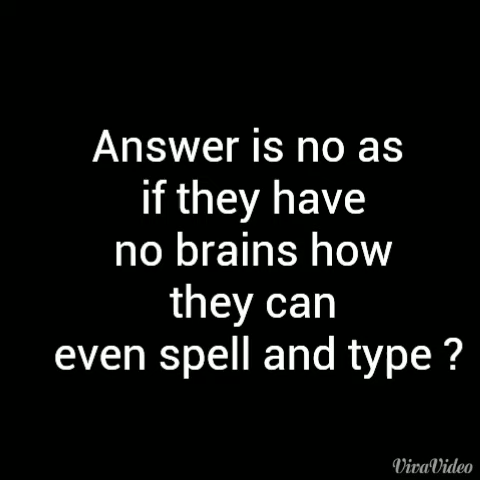 Answer is no as
if they have
no brains how
they can
even spell and type ?
VivaVideo